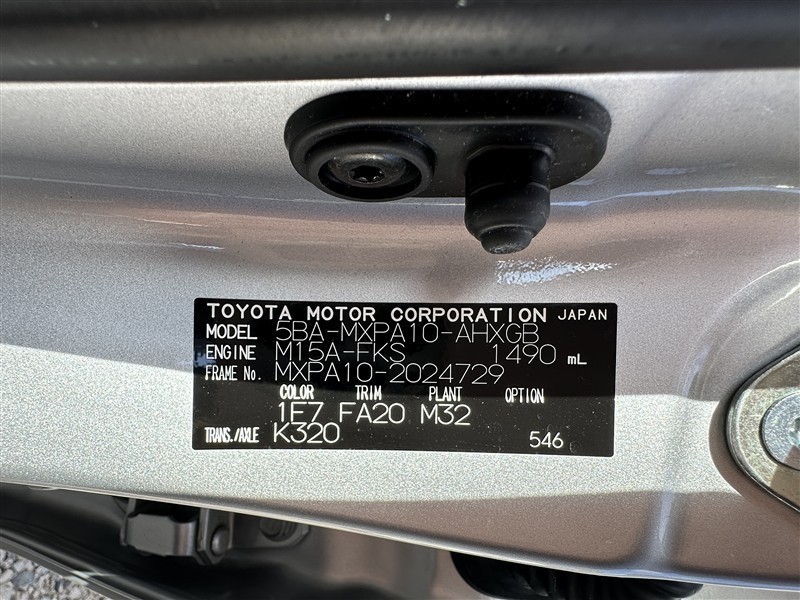 TOYOTA MOTOR CORPORATION JAPAN
MODEL 5BA-MXPA10-AHXGB
ENGINE M15A-FKS 1490 mL
FRAME No. MXPA10-2024729
COLOR TRIM PLANT OPTION
1F7 FA20 M32
TRANS./AXLE K320 546